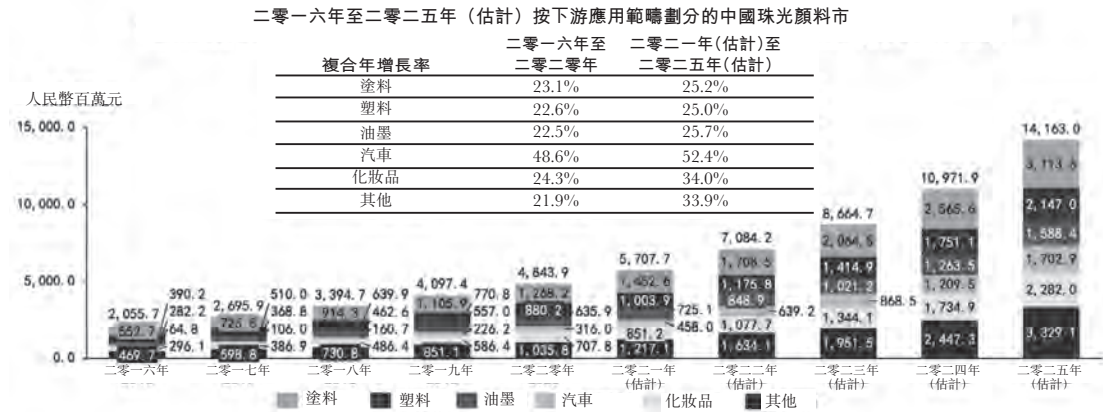 二零一六年至二零二五年（估計）按下游應用範疇劃分的中國珠光顏料市
二零一六年至 二零二一年(估計)至
複合年增長率 二零二零年 二零二五年(估計)
塗料 23.1% 25.2%
塑料 22.6% 25.0%
油墨 22.5% 25.7%
汽車 48.6% 52.4%
化妝品 24.3% 34.0%
其他 21.9% 33.9%
人民幣百萬元
15,000.0
10,000.0
5,000.0
0.0
2,055.7 390.2 282.2 64.8 296.1 469.7
2,695.9 510.0 368.8 106.0 386.9 598.8
3,394.7 639.9 462.6 160.7 486.4 914.3 730.8
4,097.4 770.8 557.0 226.2 586.4 1,105.9 851.1
4,843.9 1,268.2 880.2 635.9 316.0 707.8 1,035.8
5,707.7 1,452.6 1,003.9 725.1 458.0 851.2 1,217.1
7,084.2 1,708.5 1,175.8 848.9 639.2 1,077.7 1,634.1
8,664.7 2,064.5 1,414.9 1,021.2 868.5 1,344.1 1,951.5
10,971.9 2,565.6 1,751.1 1,263.5 1,209.5 1,734.9 2,447.3
14,163.0 3,113.6 2,147.0 1,588.4 1,702.9 2,282.0 3,329.1
二零一六年 二零一七年 二零一八年 二零一九年 二零二零年 二零二一年 二零二二年 二零二三年 二零二四年 二零二五年
(估計) (估計) (估計) (估計) (估計)
塗料 塑料 油墨 汽車 化妝品 其他